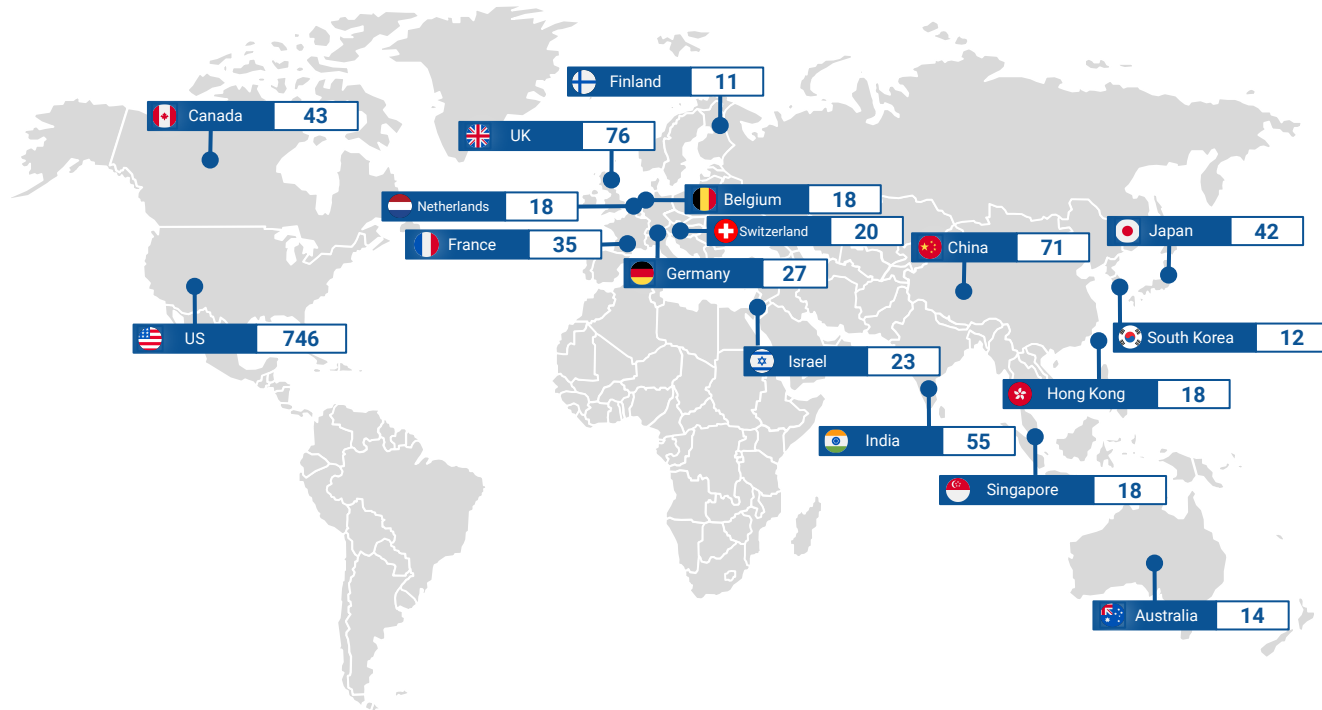 Finland 11
Canada 43
UK 76
Netherlands 18
Belgium 18
Switzerland 20
France 35
China 71
Japan 42
Germany 27
US 746
South Korea 12
Israel 23
Hong Kong 18
India 55
Singapore 18
Australia 14